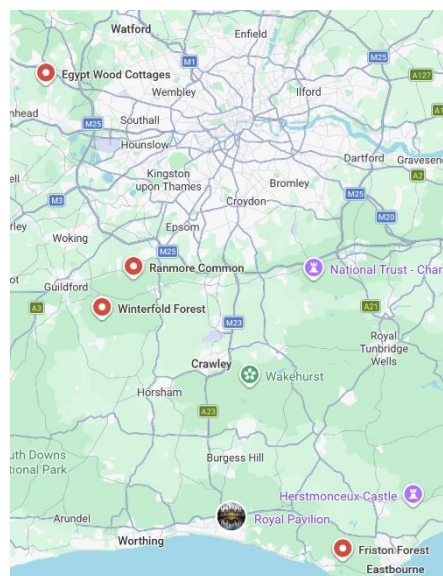 Watford
Enfield
M25
M1
Egypt Wood Cottages
A127
Wembley
Ilford
nhead
Southall
M25
A1
Hounslow
Dartford
Gravesend
Kingston
upon Thames
Bromley
A2
ell
M3
Croydon
M25
M20
rley
Epsom
Woking
M25
ot
Ranmore Common
National Trust - Char
Guildford
A3
Winterfold Forest
A21
M23
Royal
Tunbridge
Wells
Crawley
Wakehurst
Horsham
A23
uth Downs
tional Park
Burgess Hill
Herstmonceux Castle
Arundel
Royal Pavilion
Worthing
Friston Forest
Eastbourne